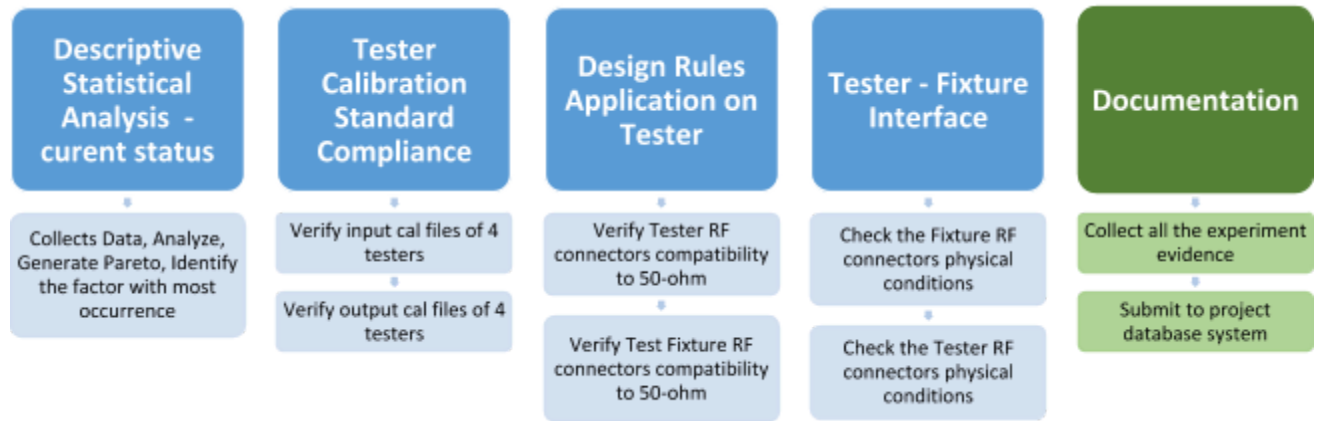 Descriptive
Statistical
Analysis -
curent status
Collects Data, Analyze,
Generate Pareto, Identify
the factor with most
occurrence
Tester
Calibration
Standard
Compliance
Verify input cal files of 4
testers
Verify output cal files of 4
testers
Design Rules
Application on
Tester
Verify Tester RF
connectors compatibility
to 50-ohm
Verify Test Fixture RF
connectors compatibility
to 50-ohm
Tester - Fixture
Interface
Check the Fixture RF
connectors physical
conditions
Check the Tester RF
connectors physical
conditions
Documentation
Collect all the experiment
evidence
Submit to project
database system